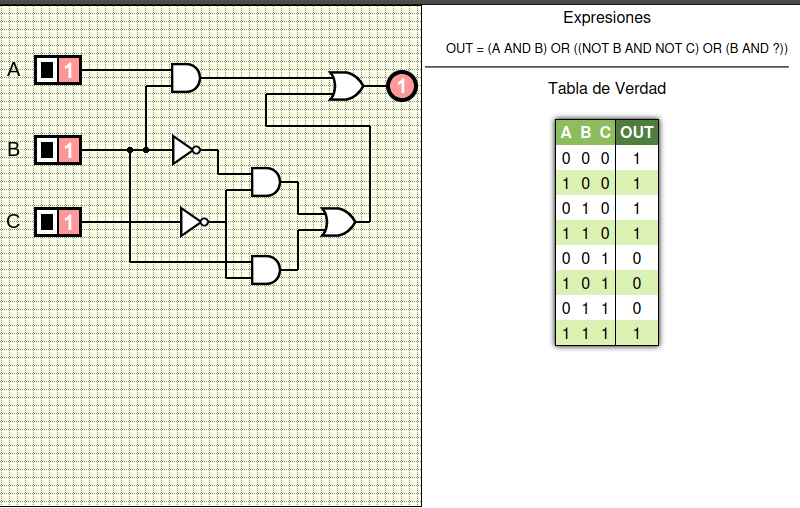 A 1
1
B 1
C 1
Expresiones
OUT = (A AND B) OR ((NOT B AND NOT C) OR (B AND ?))
Tabla de Verdad
A B C OUT
0 0 0 1
1 0 0 1
0 1 0 1
1 1 0 1
0 0 1 0
1 0 1 0
0 1 1 0
1 1 1 1